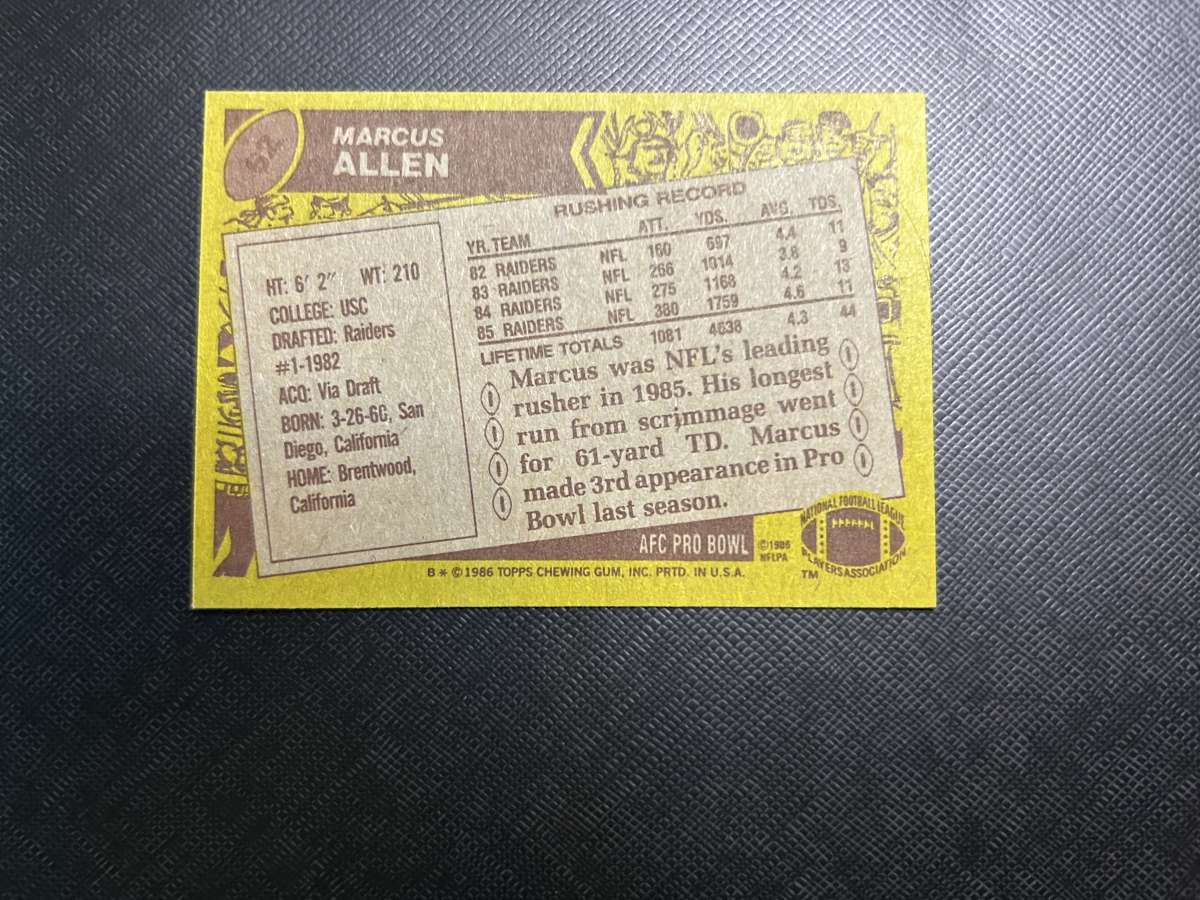 62
MARCUS
ALLEN
HT: 6' 2" WT: 210
COLLEGE: USC
DRAFTED: Raiders
#1-1982
ACQ: Via Draft
BORN: 3-26-60, San
Diego, California
HOME: Brentwood,
California
RUSHING RECORD
YR. TEAM ATT. YDS. AVG. TDS.
82 RAIDERS NFL 160 697 4.4 11
83 RAIDERS NFL 266 1014 3.8 9
84 RAIDERS NFL 275 1168 4.2 13
85 RAIDERS NFL 380 1759 4.6 11
LIFETIME TOTALS 1081 4638 4.3 44
Marcus was NFL's leading
rusher in 1985. His longest
run from scrimmage went
for 61-yard TD. Marcus
made 3rd appearance in Pro
Bowl last season.
AFC PRO BOWL
©1986
NFLPA
NATIONAL FOOTBALL LEAGUE
PLAYERS ASSOCIATION
TM
B * © 1986 TOPPS CHEWING GUM, INC. PRTD. IN U.S.A.